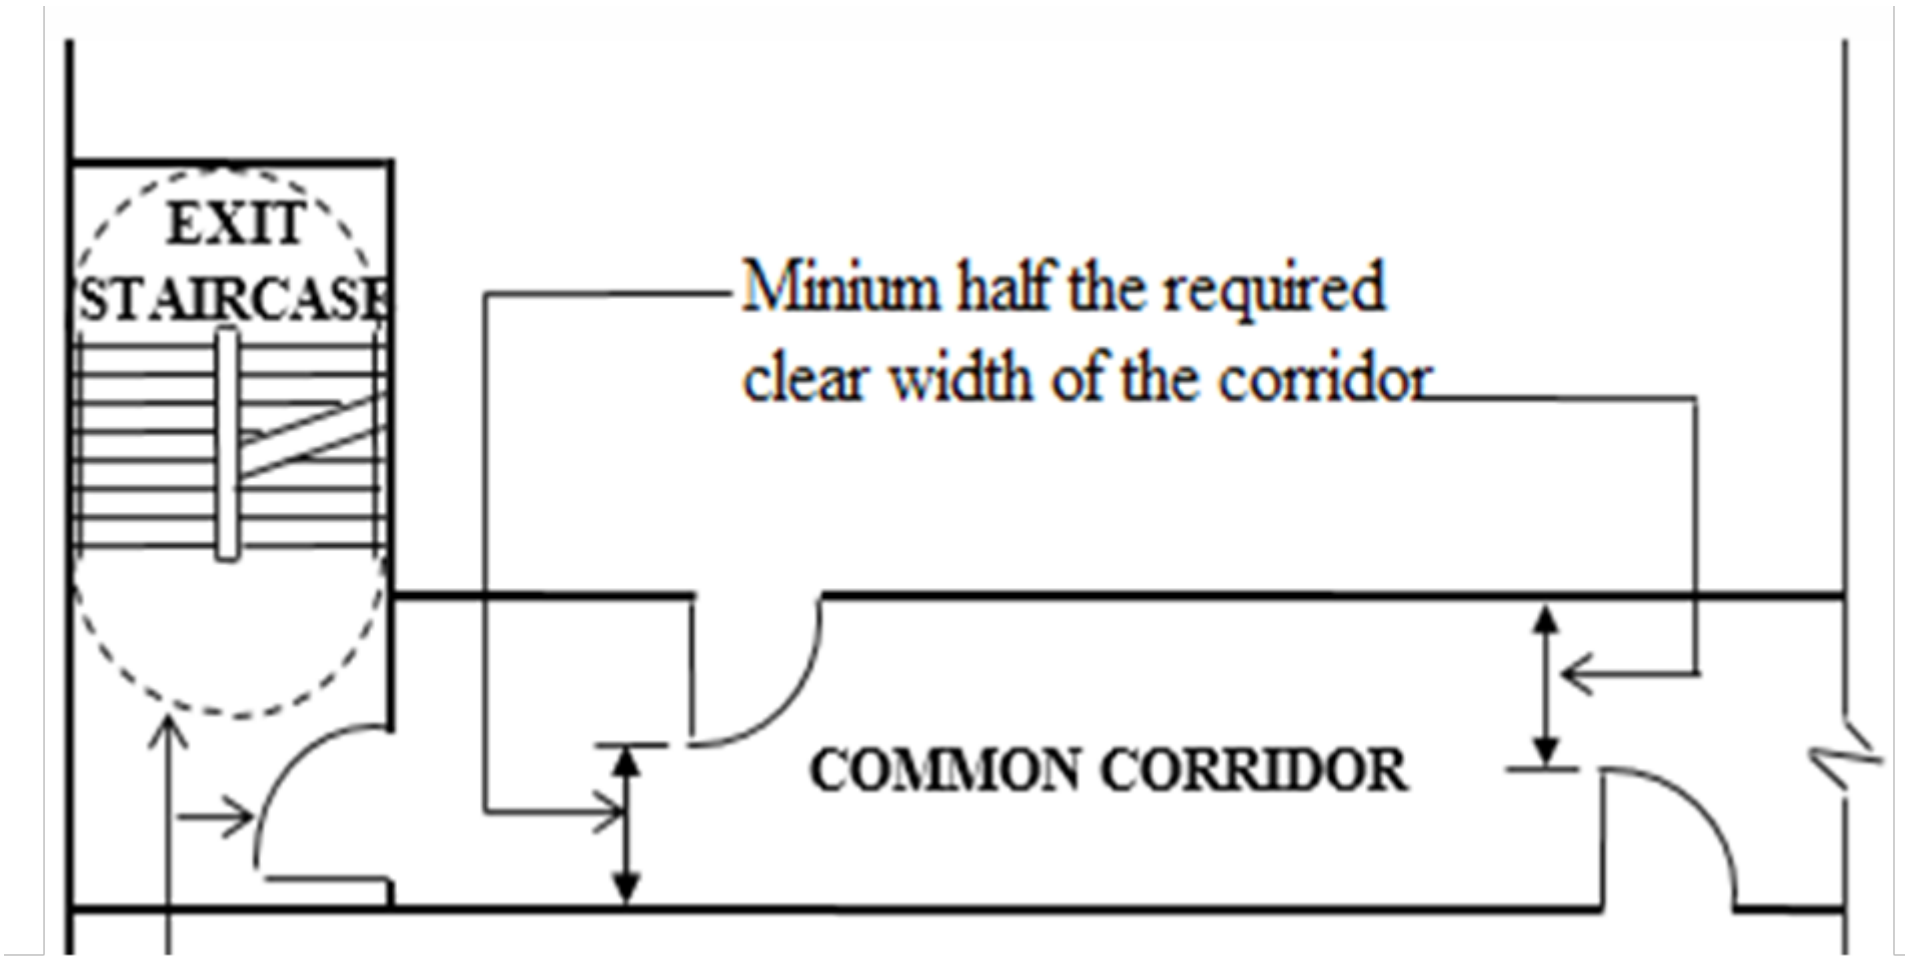 EXIT
STAIRCASE
Minium half the required
clear width of the corridor
COMMON CORRIDOR